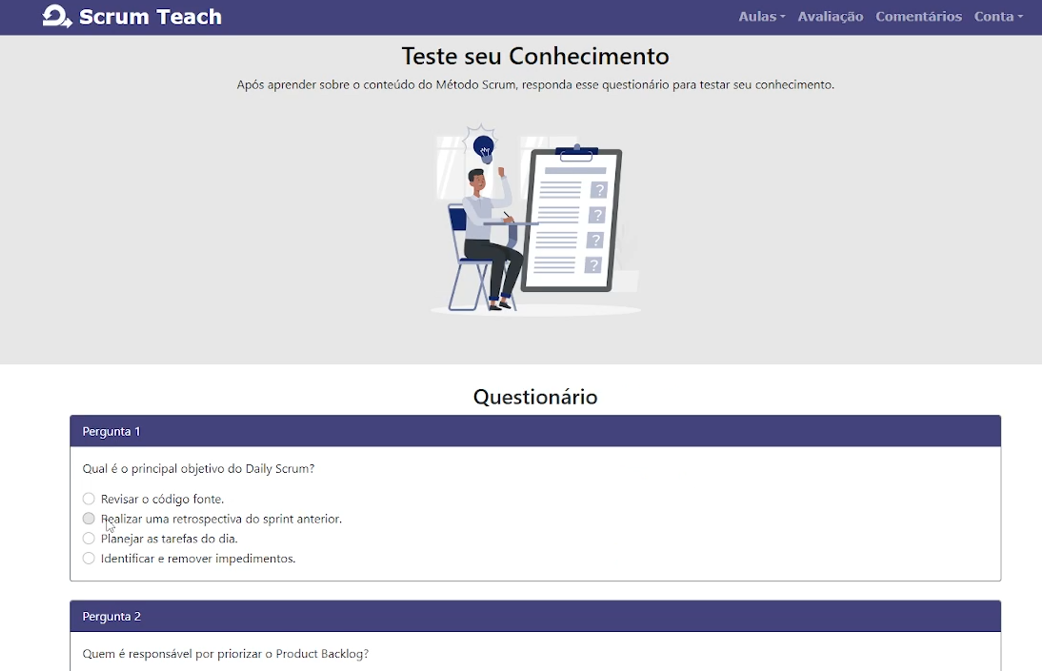 Scrum Teach
Aulas Avaliação Comentários Conta
Teste seu Conhecimento
Após aprender sobre o conteúdo do Método Scrum, responda esse questionário para testar seu conhecimento.
?
?
?
?
Questionário
Pergunta 1
Qual é o principal objetivo do Daily Scrum?
Revisar o código fonte.
Realizar uma retrospectiva do sprint anterior.
Planejar as tarefas do dia.
Identificar e remover impedimentos.
Pergunta 2
Quem é responsável por priorizar o Product Backlog?